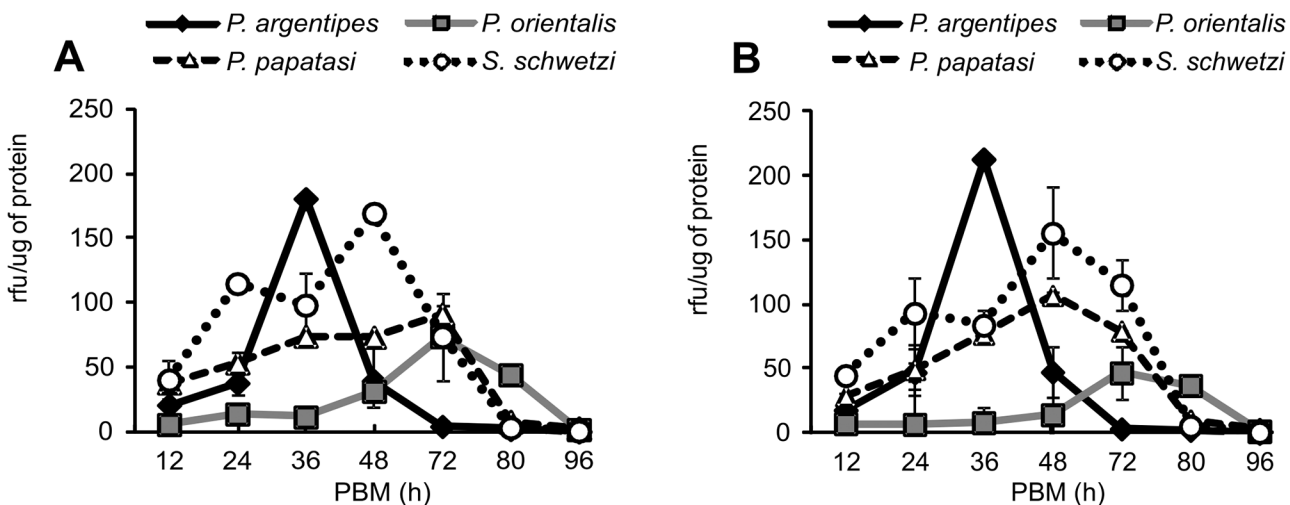 A
P. argentipes
P. orientalis
P. papatasi
S. schwetzi
rfu/ug of protein
250
200
150
100
50
0
12 24 36 48 72 80 96
PBM (h)
B
P. argentipes
P. orientalis
P. papatasi
S. schwetzi
rfu/ug of protein
250
200
150
100
50
0
12 24 36 48 72 80 96
PBM (h)